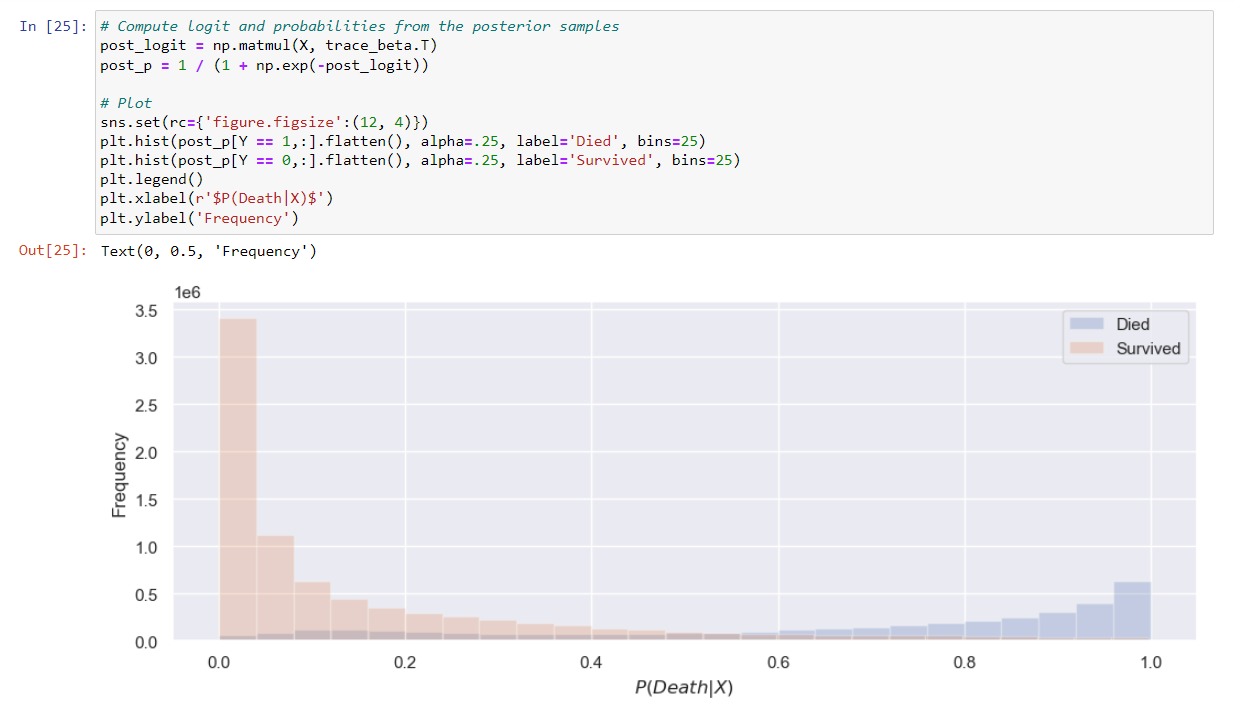 In [25]: # Compute logit and probabilities from the posterior samples
post_logit = np.matmul(X, trace_beta.T)
post_p = 1 / (1 + np.exp(-post_logit))
# Plot
sns.set(rc={'figure.figsize':(12, 4)})
plt.hist(post_p[Y == 1,:].flatten(), alpha=.25, label='Died', bins=25)
plt.hist(post_p[Y == 0,:].flatten(), alpha=.25, label='Survived', bins=25)
plt.legend()
plt.xlabel(r'$P(Death|X)$')
plt.ylabel('Frequency')
Out[25]: Text(0, 0.5, 'Frequency')
1e6
3.5
3.0
2.5
2.0
1.5
1.0
0.5
0.0
Frequency
Died
Survived
0.0 0.2 0.4 0.6 0.8 1.0
P(Death|X)